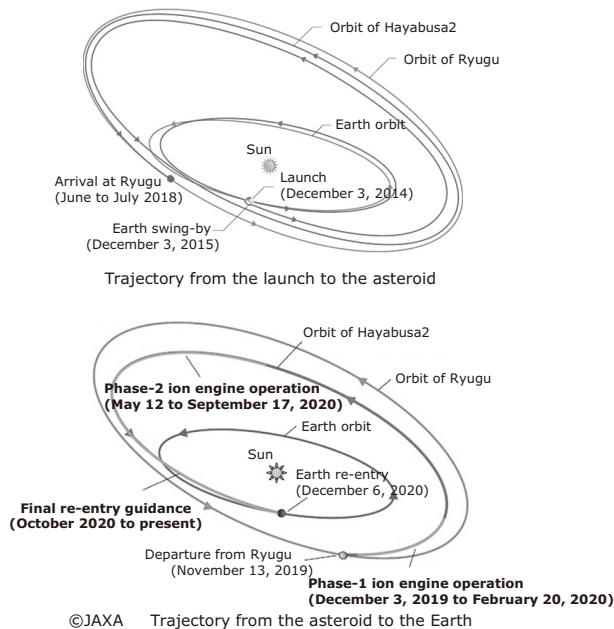 Orbit of Hayabusa2
Orbit of Ryugu
Earth orbit
Sun
Launch
(December 3, 2014)
Arrival at Ryugu
(June to July 2018)
Earth swing-by
(December 3, 2015)
Trajectory from the launch to the asteroid
Orbit of Hayabusa2
Orbit of Ryugu
Phase-2 ion engine operation
(May 12 to September 17, 2020)
Earth orbit
Sun
Earth re-entry
(December 6, 2020)
Final re-entry guidance
(October 2020 to present)
Departure from Ryugu
(November 13, 2019)
Phase-1 ion engine operation
(December 3, 2019 to February 20, 2020)
©JAXA Trajectory from the asteroid to the Earth